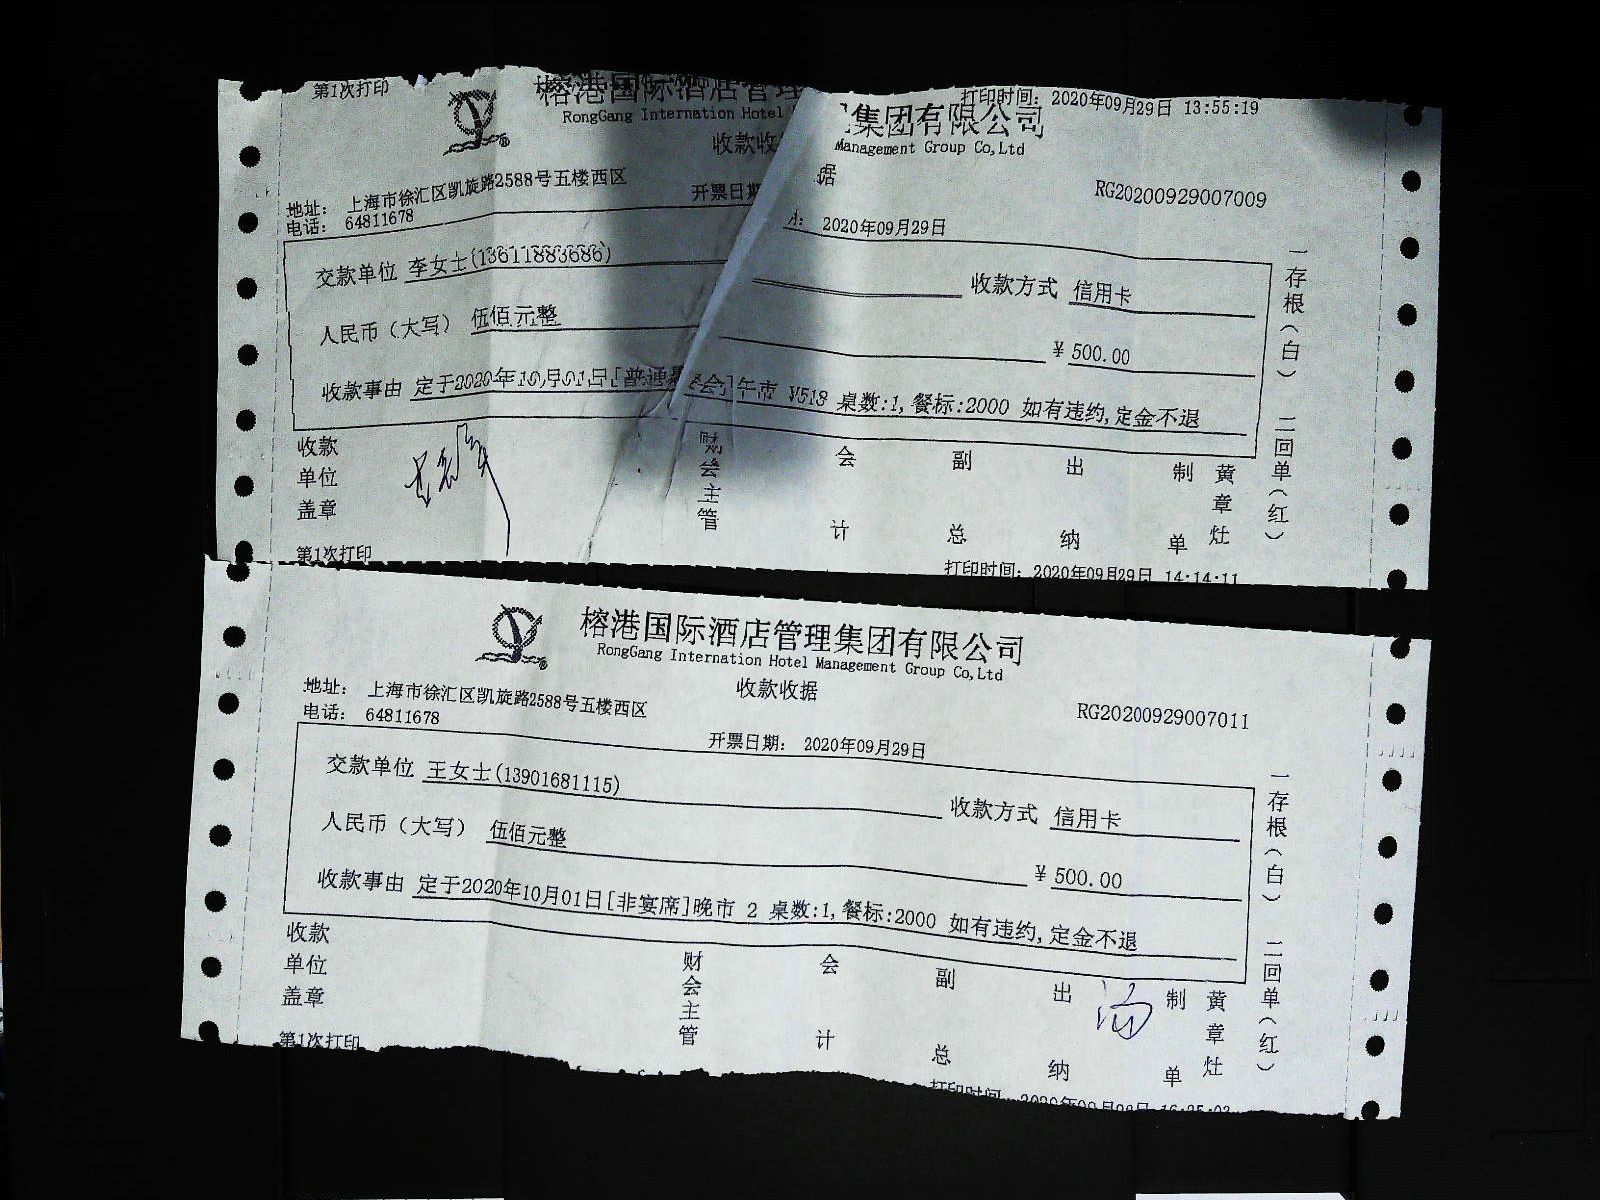 第1次打印
打印时间: 2020年09月29日 13:55:19
榕港国际酒店管理集团有限公司
RongGang Internation Hotel Management Group Co,Ltd
收款收据
RG20200929007009
地址: 上海市徐汇区凯旋路2588号五楼西区
电话: 64811678
开票日期: 2020年09月29日
交款单位 李女士(13611883686) 收款方式 信用卡
人民币（大写） 伍佰元整 ￥500.00
收款事由 定于2020年10月01日[普通 会]午市 V518 桌数:1,餐标:2000 如有违约,定金不退
一存根（白） 二回单（红）
收款单位盖章 财会主管 会计 副总 出纳 制单 黄章灶
第1次打印
打印时间: 2020年09月29日 14:14:11
榕港国际酒店管理集团有限公司
RongGang Internation Hotel Management Group Co,Ltd
收款收据
RG20200929007011
地址: 上海市徐汇区凯旋路2588号五楼西区
电话: 64811678
开票日期: 2020年09月29日
交款单位 王女士(13901681115) 收款方式 信用卡
人民币（大写） 伍佰元整 ￥500.00
收款事由 定于2020年10月01日[非宴席]晚市 2 桌数:1,餐标:2000 如有违约,定金不退
一存根（白） 二回单（红）
收款单位盖章 财会主管 会计 副总 出纳 制单 黄章灶
第1次打印
打印时间